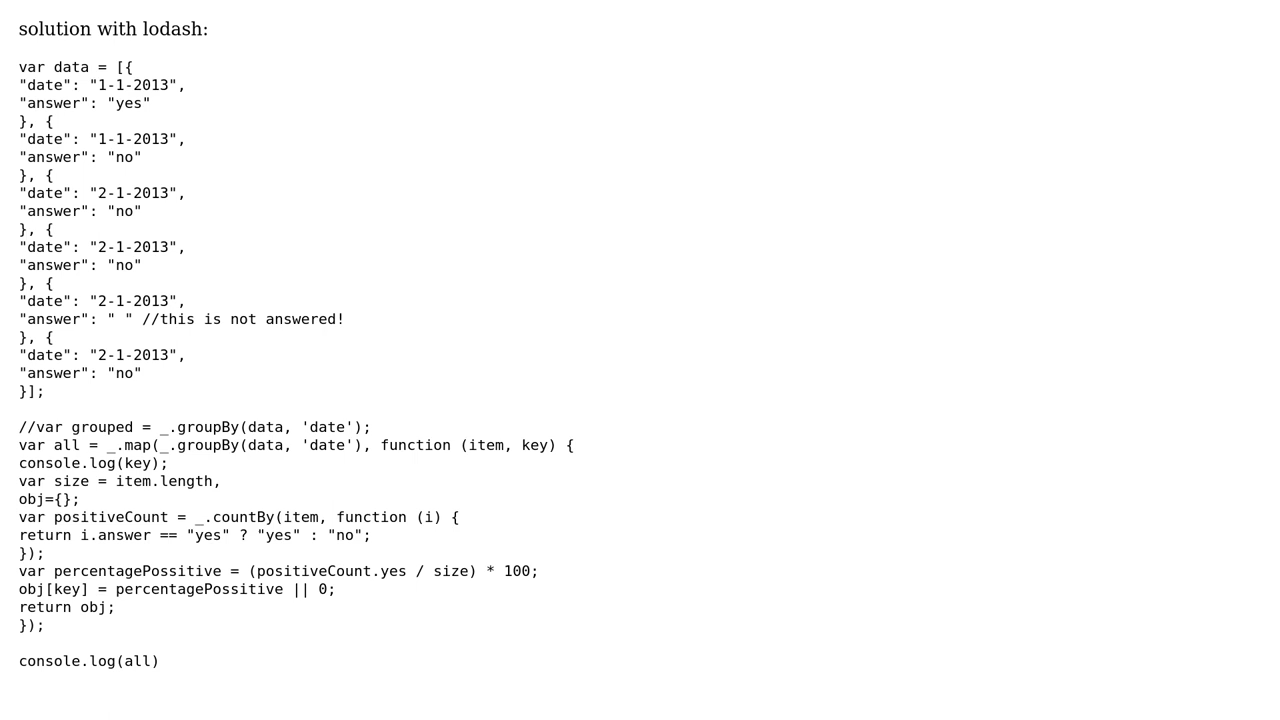 solution with lodash:
var data = [{
"date": "1-1-2013",
"answer": "yes"
}, {
"date": "1-1-2013",
"answer": "no"
}, {
"date": "2-1-2013",
"answer": "no"
}, {
"date": "2-1-2013",
"answer": "no"
}, {
"date": "2-1-2013",
"answer": " " //this is not answered!
}, {
"date": "2-1-2013",
"answer": "no"
}];
//var grouped = _.groupBy(data, 'date');
var all = _.map(_.groupBy(data, 'date'), function (item, key) {
console.log(key);
var size = item.length,
obj={};
var positiveCount = _.countBy(item, function (i) {
return i.answer == "yes" ? "yes" : "no";
});
var percentagePossitive = (positiveCount.yes / size) * 100;
obj[key] = percentagePossitive || 0;
return obj;
});
console.log(all)